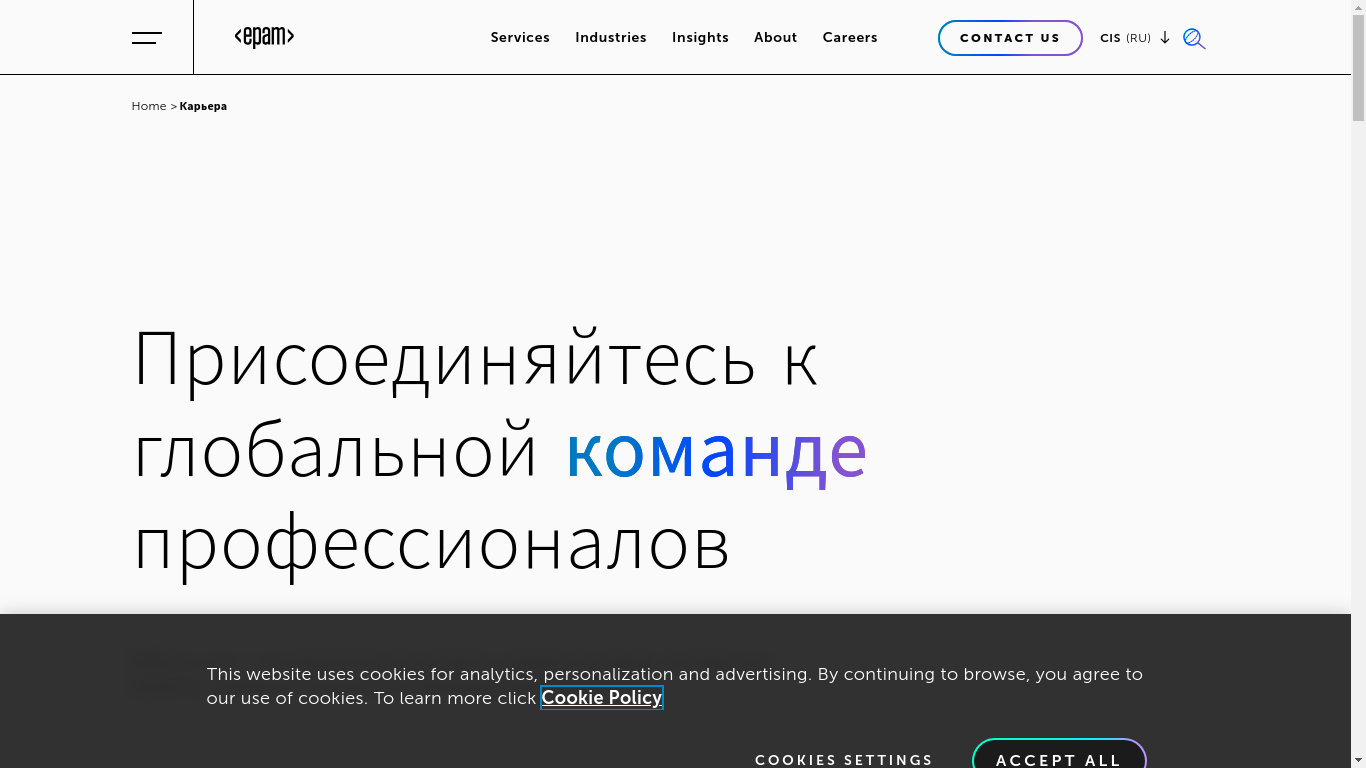 <epam>
Services Industries Insights About Careers
CONTACT US
CIS (RU)
Home > Карьера
Присоединяйтесь к
глобальной команде
профессионалов
This website uses cookies for analytics, personalization and advertising. By continuing to browse, you agree to
our use of cookies. To learn more click Cookie Policy
COOKIES SETTINGS
ACCEPT ALL